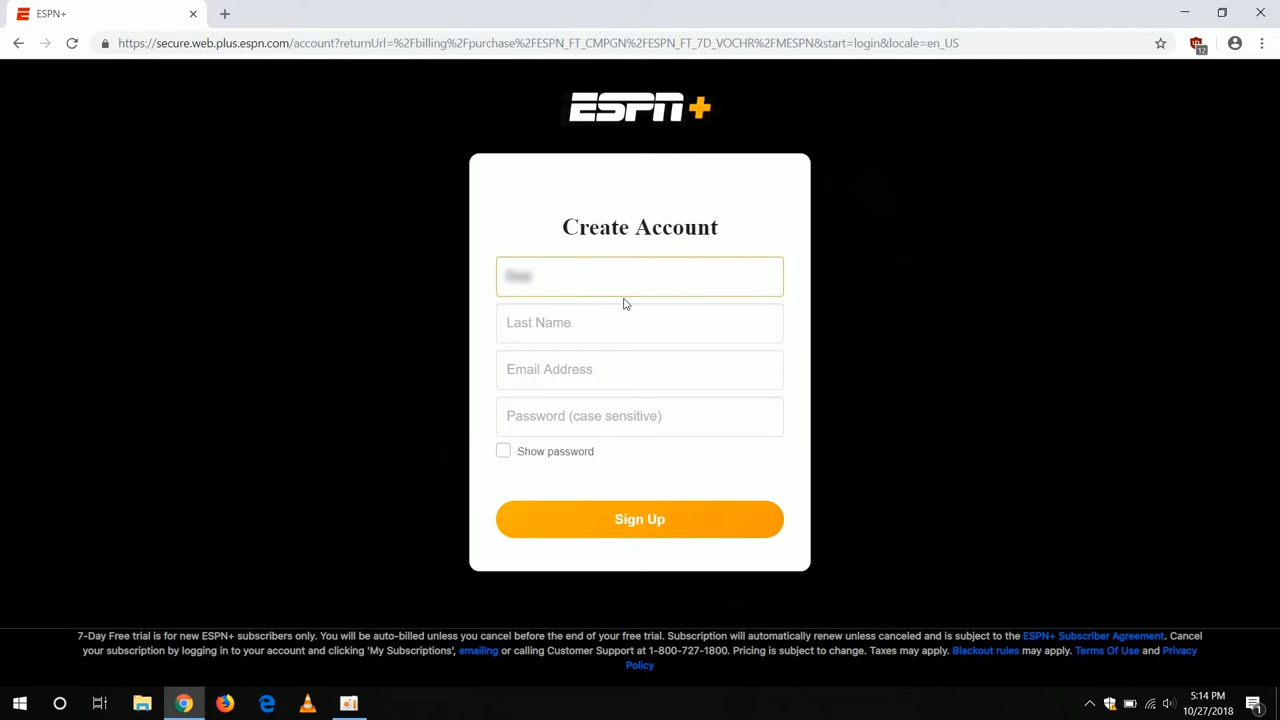 ESPN+
https://secure.web.plus.espn.com/account?returnUrl=%2Fbilling%2Fpurchase%2FESPN_FT_CMPGN%2FESPN_FT_7D_VOCHR%2FMESPN&start=login&locale=en_US
12
ESPN+
Create Account
Last Name
Email Address
Password (case sensitive)
Show password
Sign Up
7-Day Free trial is for new ESPN+ subscribers only. You will be auto-billed unless you cancel before the end of your free trial. Subscription will automatically renew unless canceled and is subject to the ESPN+ Subscriber Agreement. Cancel
your subscription by logging in to your account and clicking 'My Subscriptions', emailing or calling Customer Support at 1-800-727-1800. Pricing is subject to change. Taxes may apply. Blackout rules may apply. Terms Of Use and Privacy
Policy
5:14 PM
10/27/2018
1